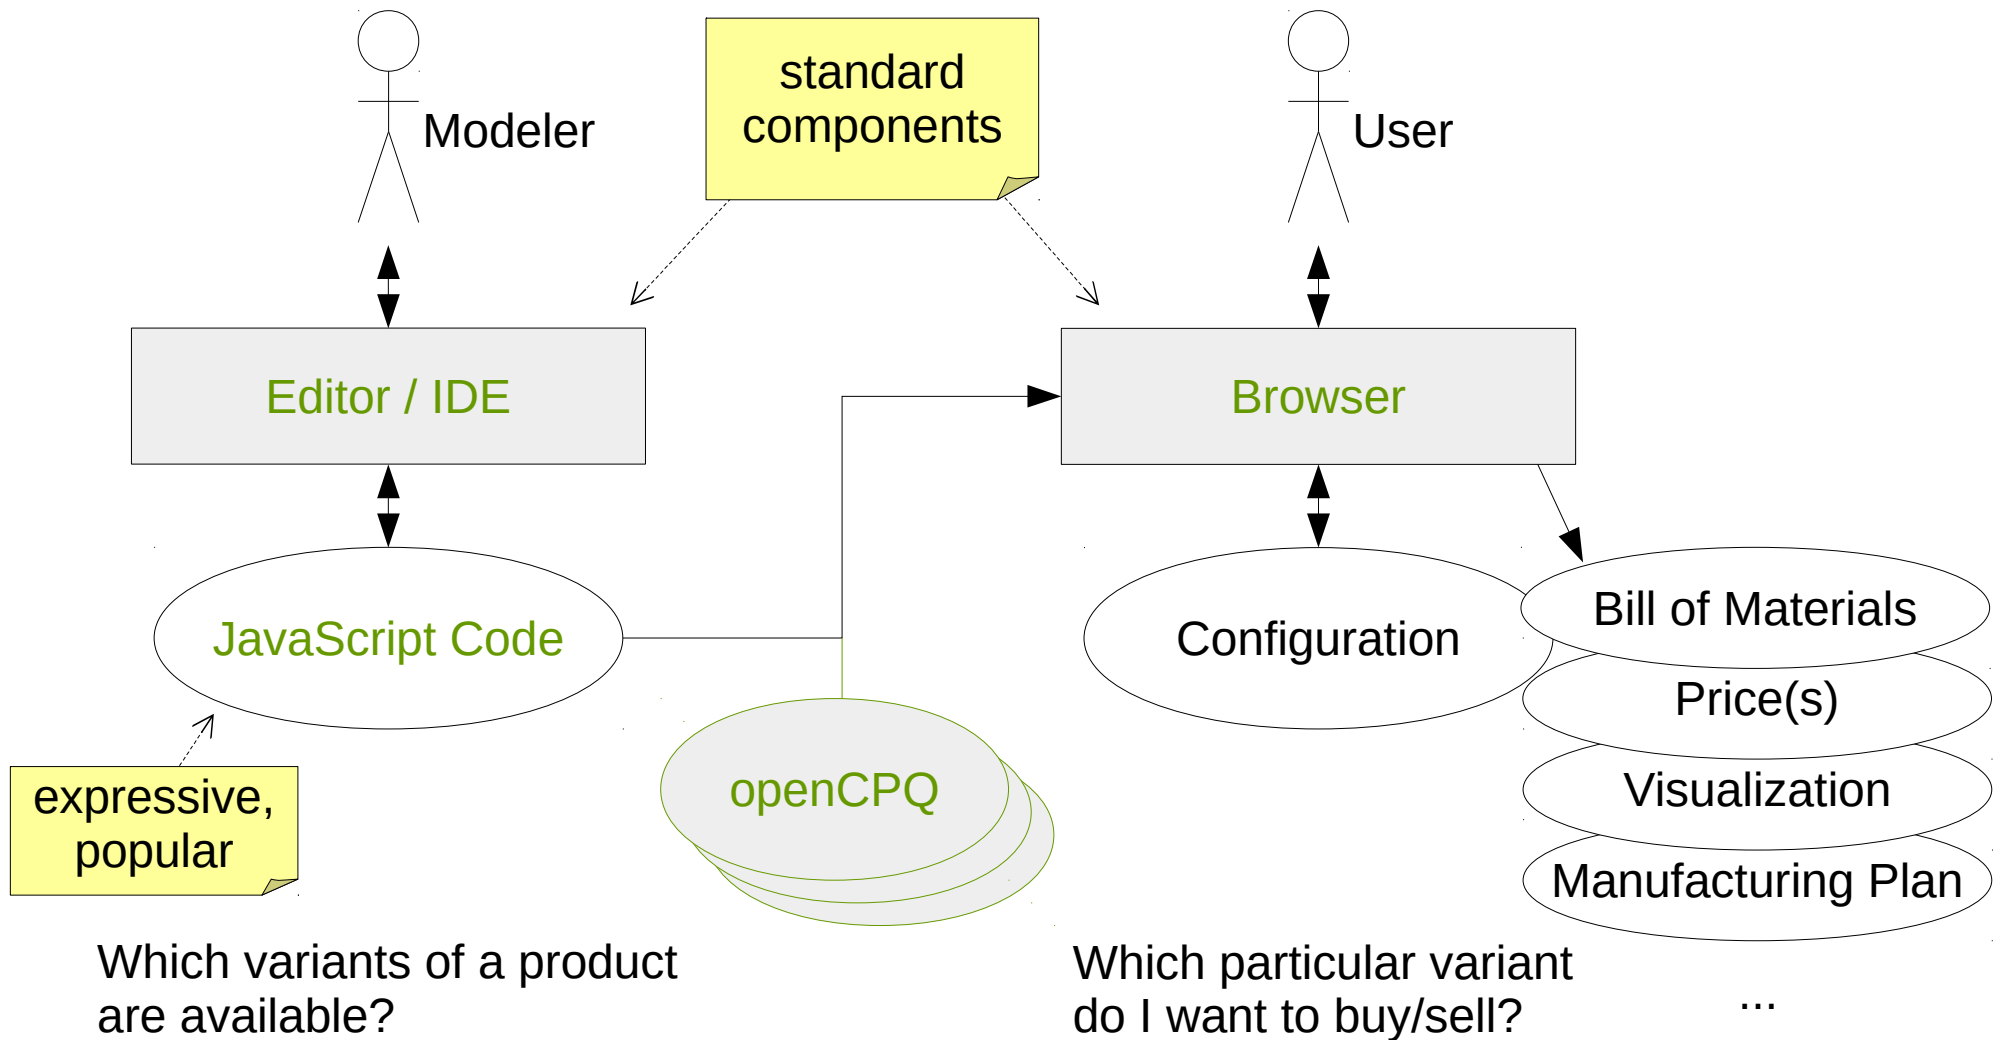 Modeler
standard
components
User
Editor / IDE
Browser
JavaScript Code
Configuration
Bill of Materials
Price(s)
Visualization
Manufacturing Plan
...
openCPQ
expressive,
popular
Which variants of a product
are available?
Which particular variant
do I want to buy/sell?